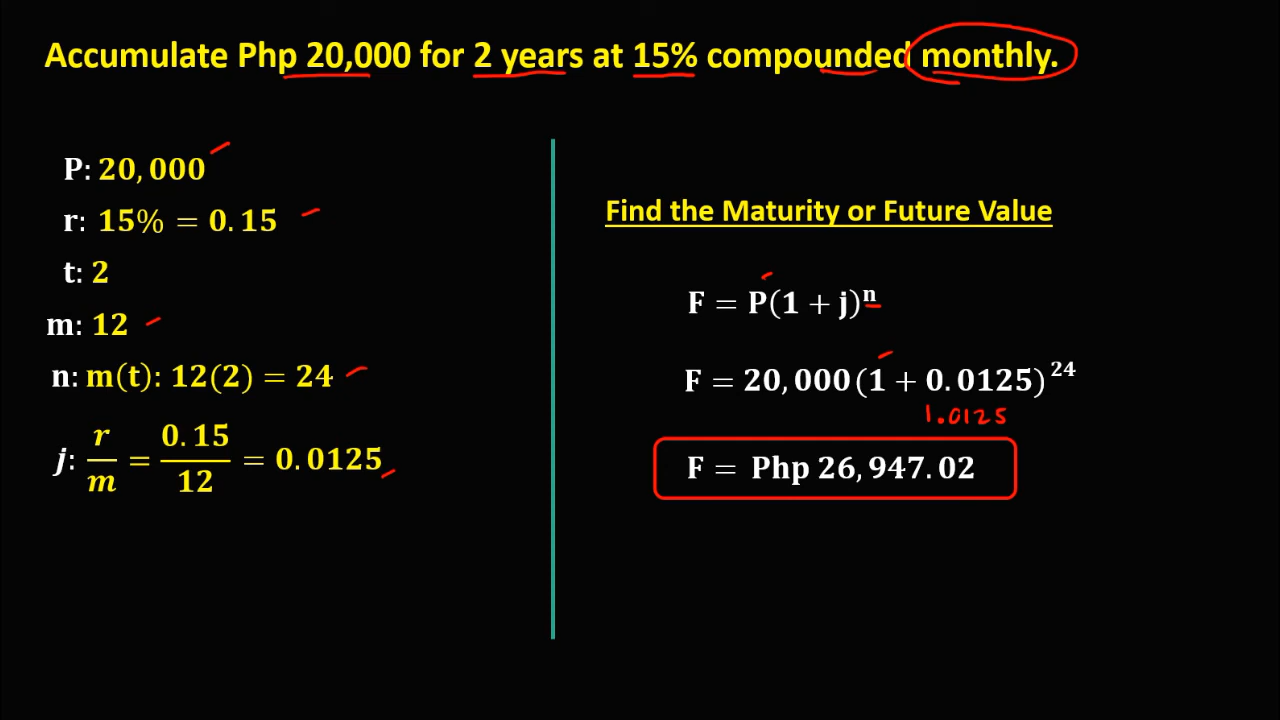 Accumulate Php 20,000 for 2 years at 15% compounded monthly.
P: 20,000
r: 15% = 0.15
t: 2
m: 12
n: m(t): 12(2) = 24
j: r/m = 0.15/12 = 0.0125
Find the Maturity or Future Value
F = P(1 + j)^n
F = 20,000(1 + 0.0125)^24
1.0125
F = Php 26,947.02